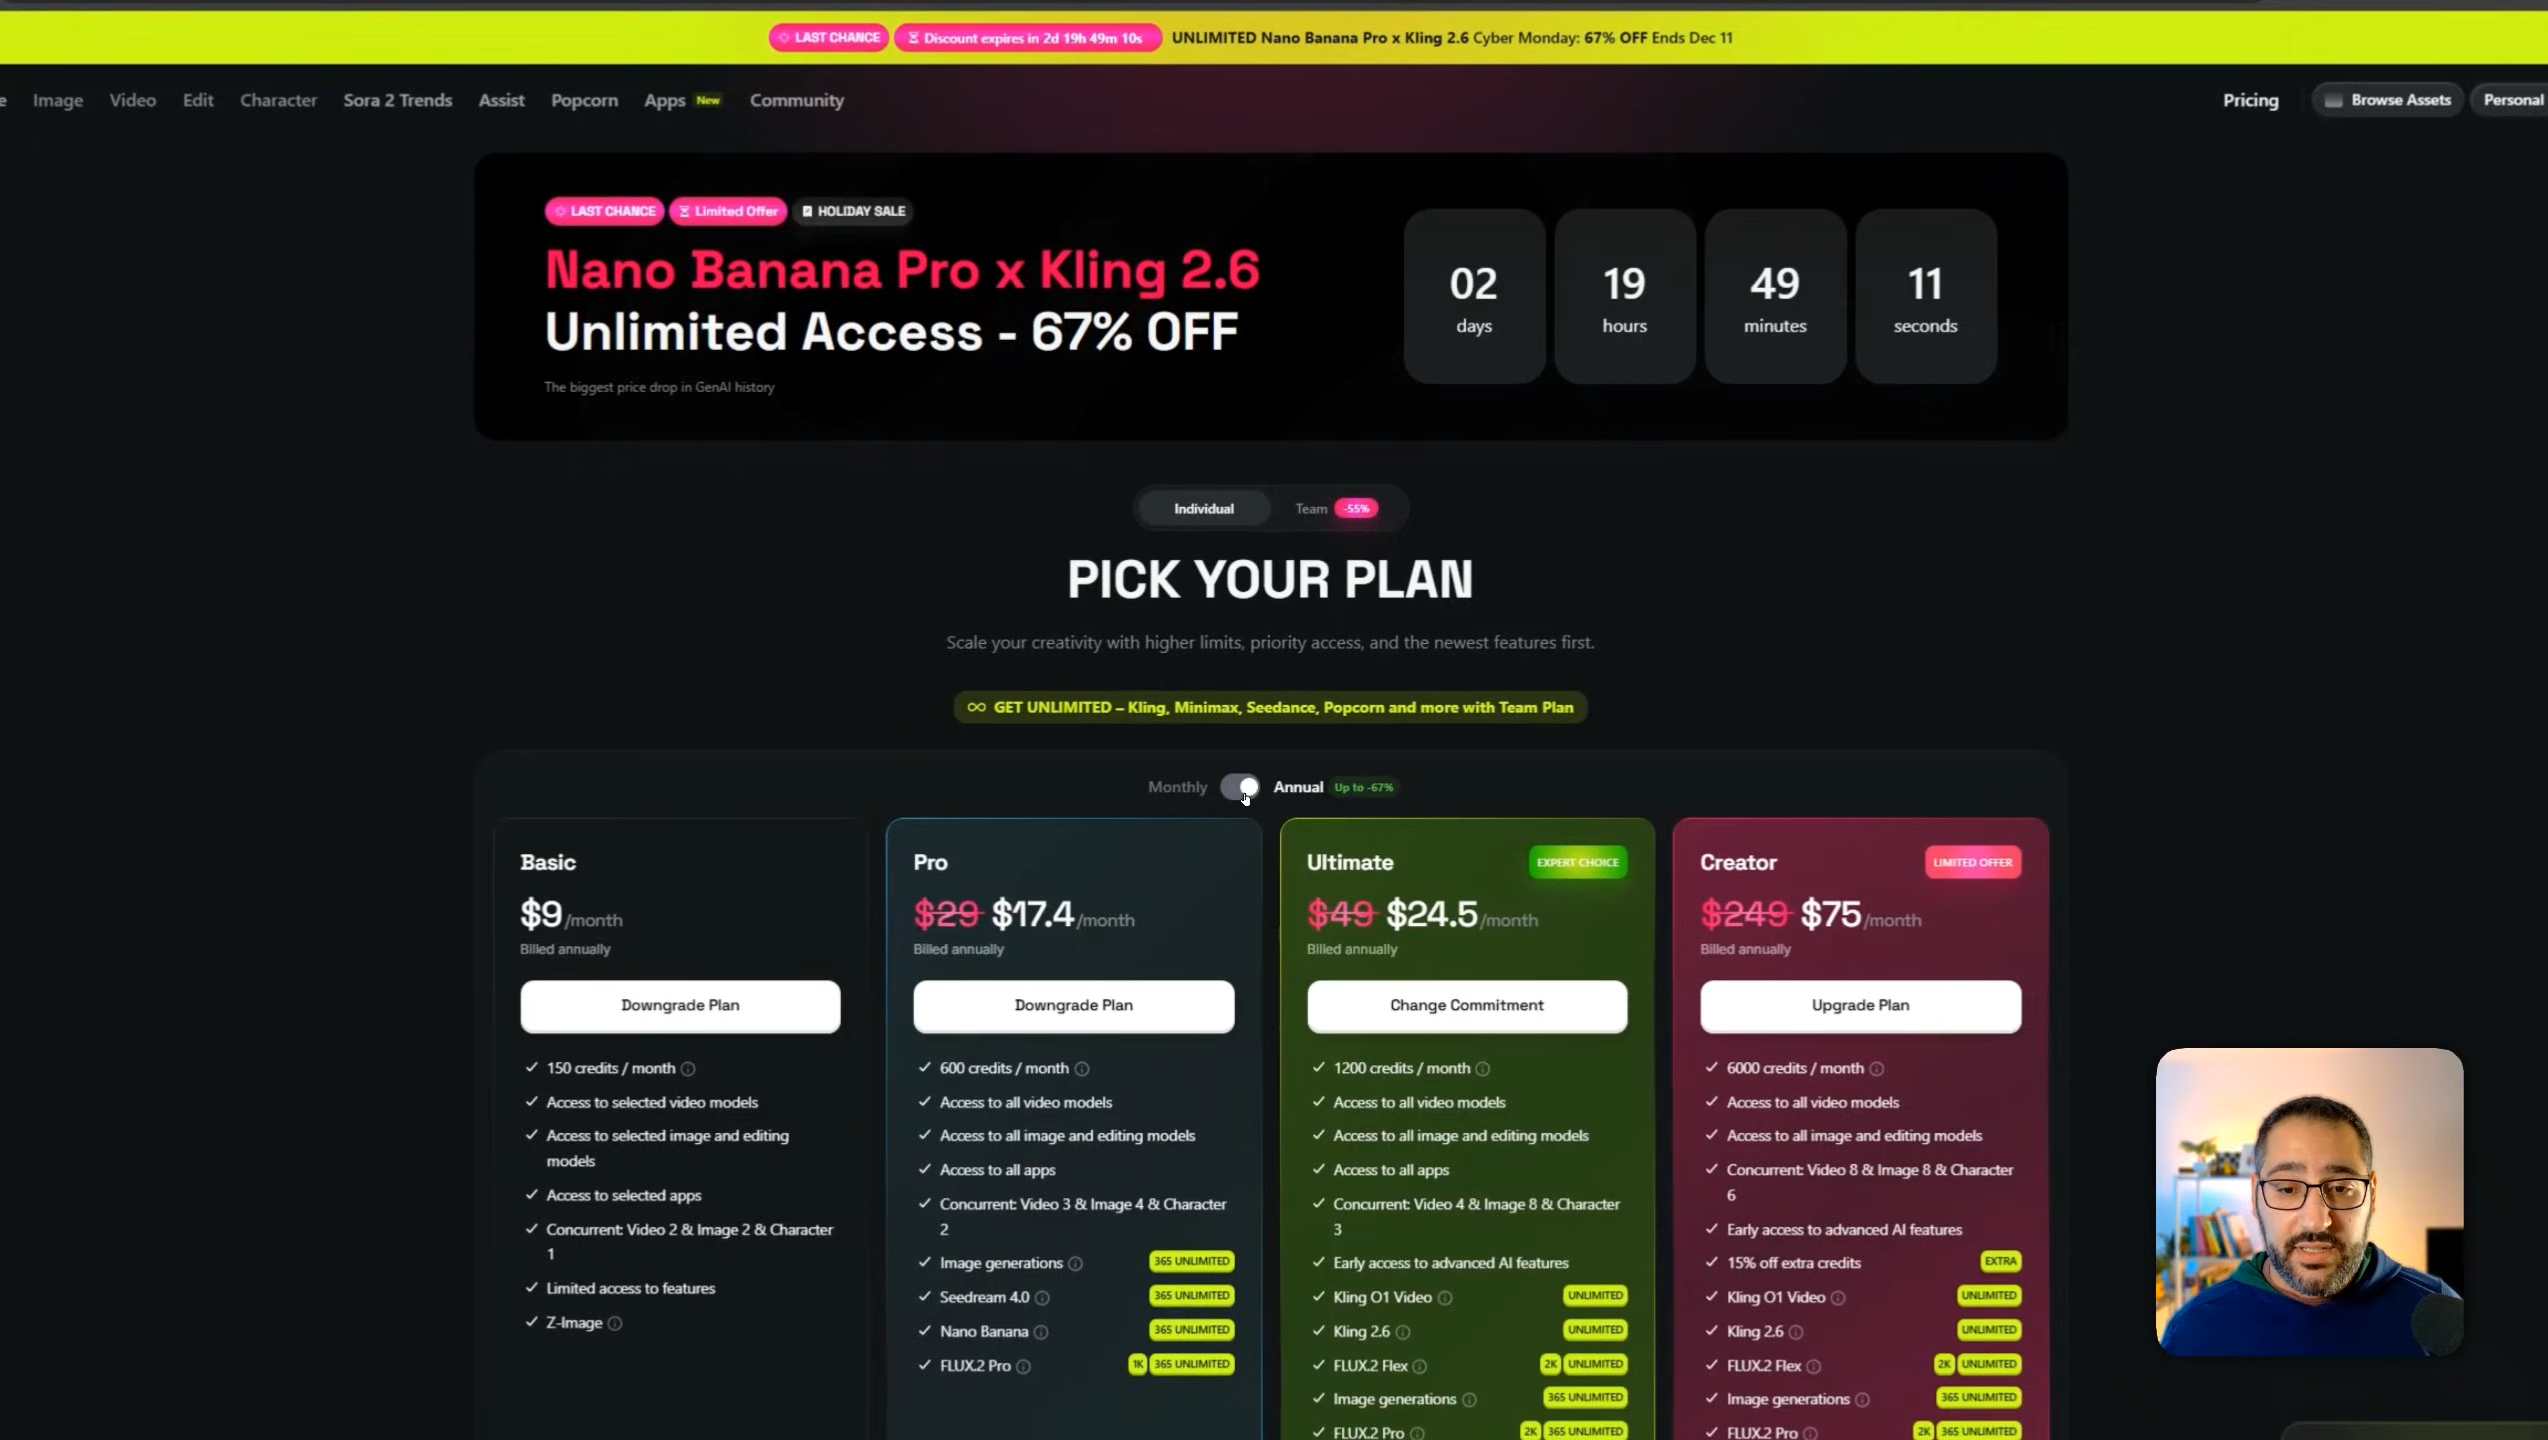 LAST CHANCE Discount expires in 2d 19h 49m 10s UNLIMITED Nano Banana Pro x Kling 2.6 Cyber Monday: 67% OFF Ends Dec 11
e Image Video Edit Character Sora 2 Trends Assist Popcorn Apps New Community Pricing Browse Assets Personal
LAST CHANCE Limited Offer HOLIDAY SALE
Nano Banana Pro x Kling 2.6
Unlimited Access - 67% OFF
The biggest price drop in GenAI history
02 19 49 11
days hours minutes seconds
Individual Team -55%
PICK YOUR PLAN
Scale your creativity with higher limits, priority access, and the newest features first.
GET UNLIMITED – Kling, Minimax, Seedance, Popcorn and more with Team Plan
Monthly Annual Up to -67%
Basic
$9/month
Billed annually
Downgrade Plan
150 credits / month
Access to selected video models
Access to selected image and editing
models
Access to selected apps
Concurrent: Video 2 & Image 2 & Character
1
Limited access to features
Z-Image
Pro
$29 $17.4/month
Billed annually
Downgrade Plan
600 credits / month
Access to all video models
Access to all image and editing models
Access to all apps
Concurrent: Video 3 & Image 4 & Character
2
Image generations 365 UNLIMITED
Seedream 4.0 365 UNLIMITED
Nano Banana 365 UNLIMITED
FLUX.2 Pro 1K 365 UNLIMITED
Ultimate EXPERT CHOICE
$49 $24.5/month
Billed annually
Change Commitment
1200 credits / month
Access to all video models
Access to all image and editing models
Access to all apps
Concurrent: Video 4 & Image 8 & Character
3
Early access to advanced AI features
Kling O1 Video UNLIMITED
Kling 2.6 UNLIMITED
FLUX.2 Flex 2K UNLIMITED
Image generations 365 UNLIMITED
FLUX.2 Pro 2K 365 UNLIMITED
Creator LIMITED OFFER
$249 $75/month
Billed annually
Upgrade Plan
6000 credits / month
Access to all video models
Access to all image and editing models
Concurrent: Video 8 & Image 8 & Character
6
Early access to advanced AI features
15% off extra credits EXTRA
Kling O1 Video UNLIMITED
Kling 2.6 UNLIMITED
FLUX.2 Flex 2K UNLIMITED
Image generations 365 UNLIMITED
FLUX.2 Pro 2K 365 UNLIMITED